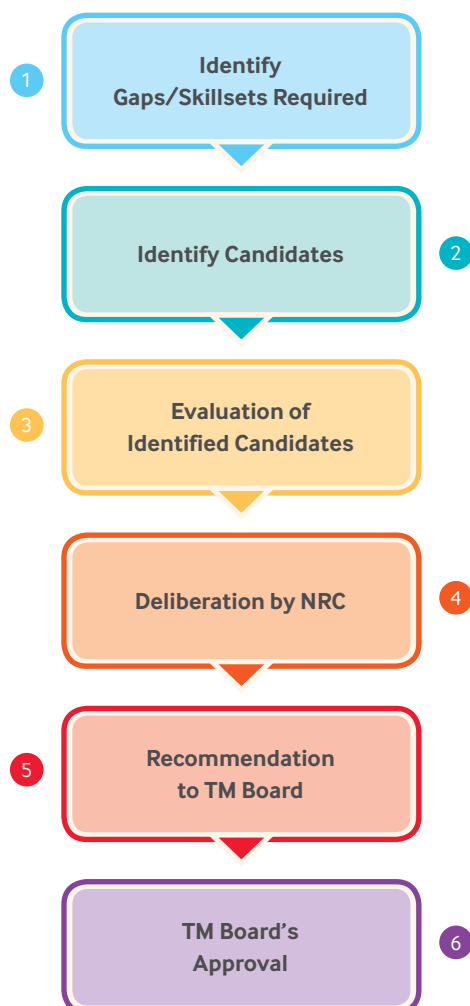 1
Identify
Gaps/Skillsets Required
Identify Candidates
2
3
Evaluation of
Identified Candidates
Deliberation by NRC
4
5
Recommendation
to TM Board
TM Board’s
Approval
6